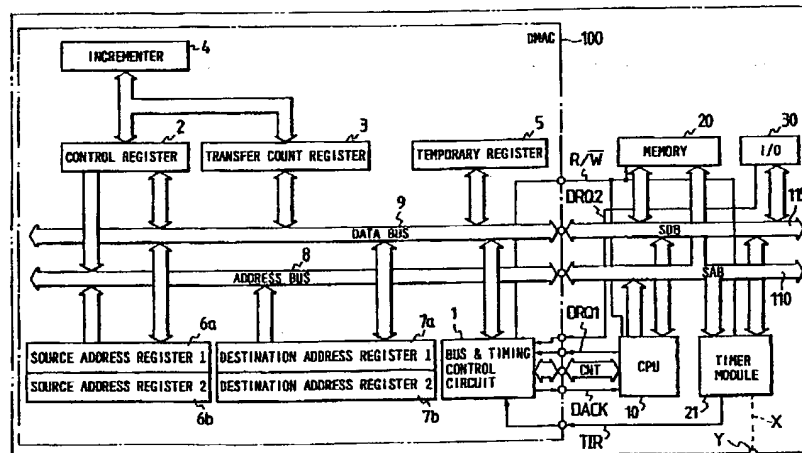 DMAC
100
INCREMENTER
4
CONTROL REGISTER
2
TRANSFER COUNT REGISTER
3
TEMPORARY REGISTER
5
R/W̅
MEMORY
20
I/O
30
DRQ2
DATA BUS
9
SDB
115
ADDRESS BUS
8
SAB
110
DRQ1
6a
SOURCE ADDRESS REGISTER 1
SOURCE ADDRESS REGISTER 2
6b
7a
DESTINATION ADDRESS REGISTER 1
DESTINATION ADDRESS REGISTER 2
7b
1
BUS & TIMING
CONTROL
CIRCUIT
CNT
DACK
CPU
10
TIMER
MODULE
21
TIR
X
Y